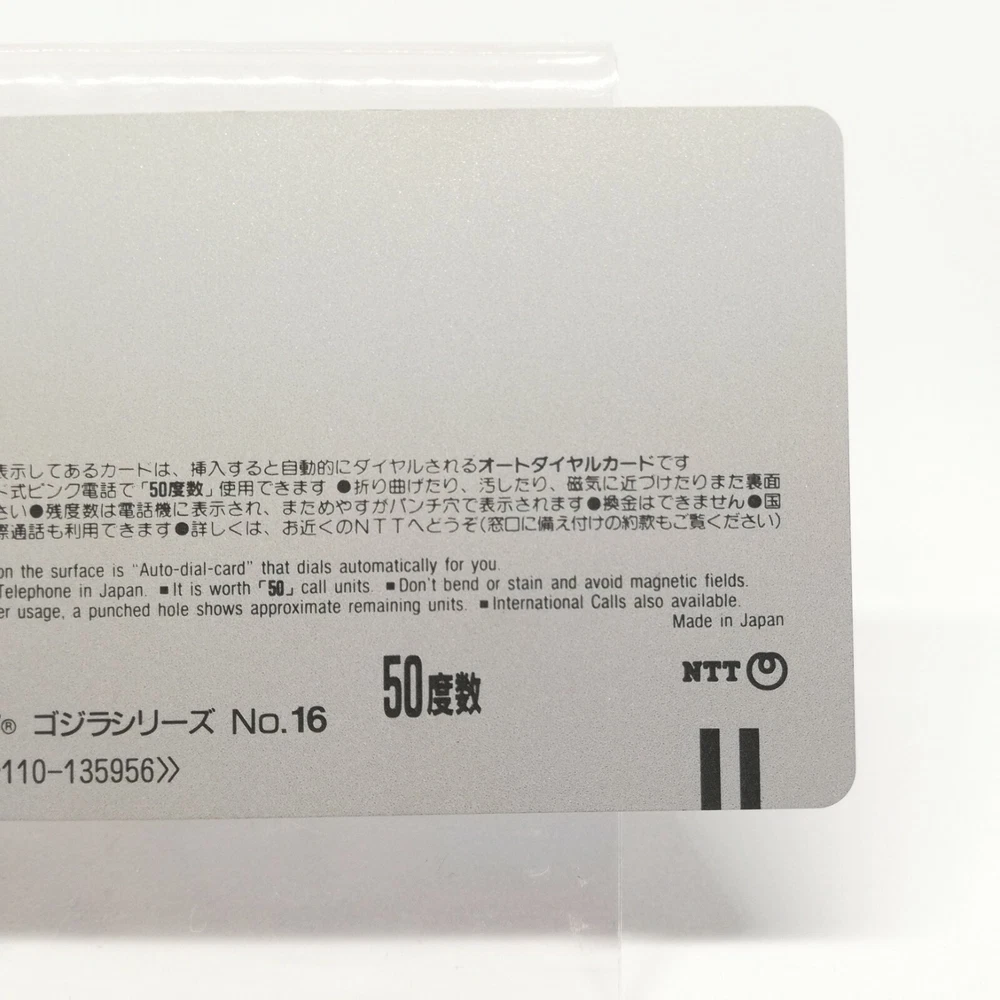 表示してあるカートは、挿入すると自動的にダイヤルされるオートダイヤルカードです
ド式ピンク電話で「50度数」使用できます ●折り曲げたり、汚したり、磁気に近づけたりまた裏面
さい●残度数は電話機に表示され、まためやすがパンチ穴で表示されます●換金はできません●国
際通話も利用できます●詳しくは、お近くのNTTへどうぞ(窓口に備え付けの約款もご覧ください)
on the surface is "Auto-dial-card" that dials automatically for you.
Telephone in Japan. ■It is worth「50」call units. ■Don't bend or stain and avoid magnetic fields.
er usage, a punched hole shows approximate remaining units. ■International Calls also available.
Made in Japan
50度数
NTT
® ゴジラシリーズ No.16
110-135956》